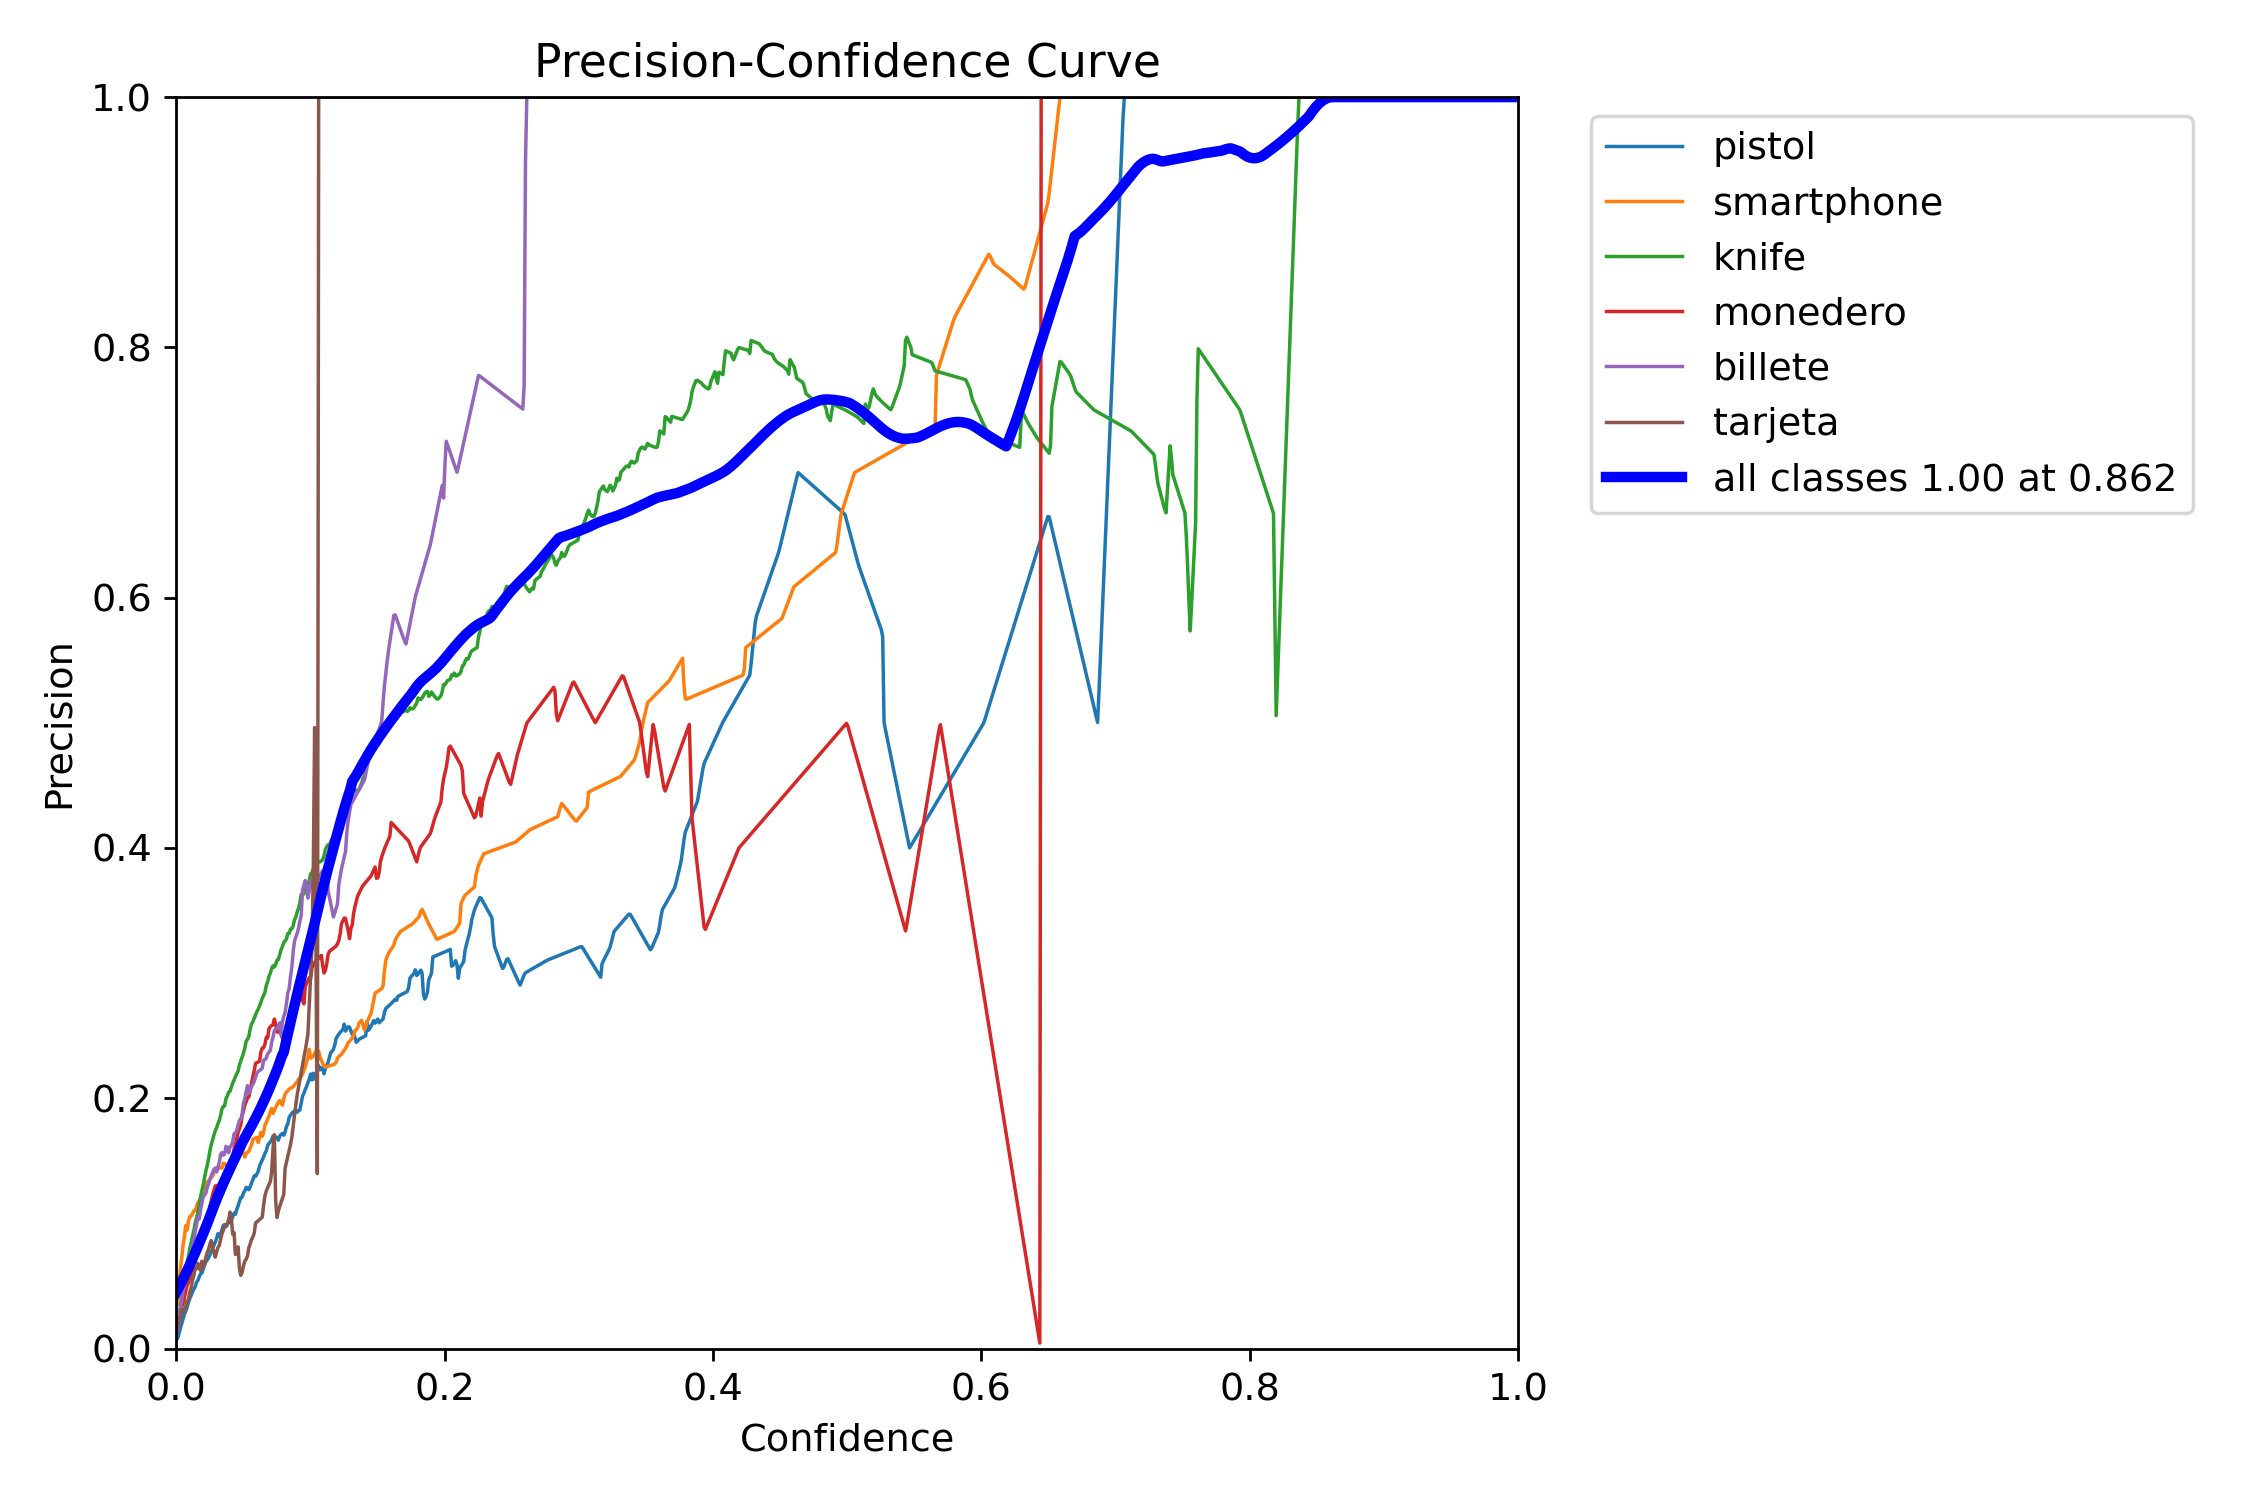 Precision-Confidence Curve
1.0
0.8
0.6
0.4
0.2
0.0
Precision
0.0 0.2 0.4 0.6 0.8 1.0
Confidence
pistol
smartphone
knife
monedero
billete
tarjeta
all classes 1.00 at 0.862